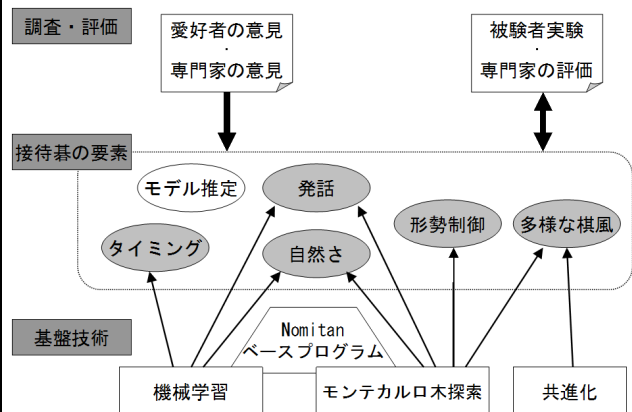 調査・評価
愛好者の意見
・
専門家の意見
被験者実験
・
専門家の評価
接待碁の要素
モデル推定
発話
タイミング
自然さ
形勢制御
多様な棋風
基盤技術
Nomitan
ベースプログラム
機械学習
モンテカルロ木探索
共進化